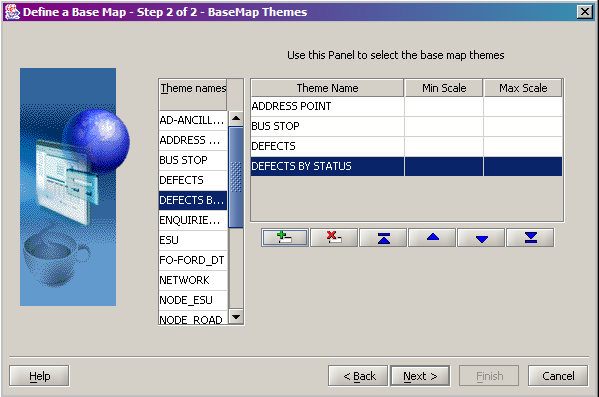 Define a Base Map - Step 2 of 2 - BaseMap Themes
Use this Panel to select the base map themes
Theme names
AD-ANCILL...
ADDRESS ...
BUS STOP
DEFECTS
DEFECTS B...
ENQUIRIE...
ESU
FO-FORD_DT
NETWORK
NODE_ESU
NODE_ROAD
Theme Name Min Scale Max Scale
ADDRESS POINT
BUS STOP
DEFECTS
DEFECTS BY STATUS
Help < Back Next > Finish Cancel